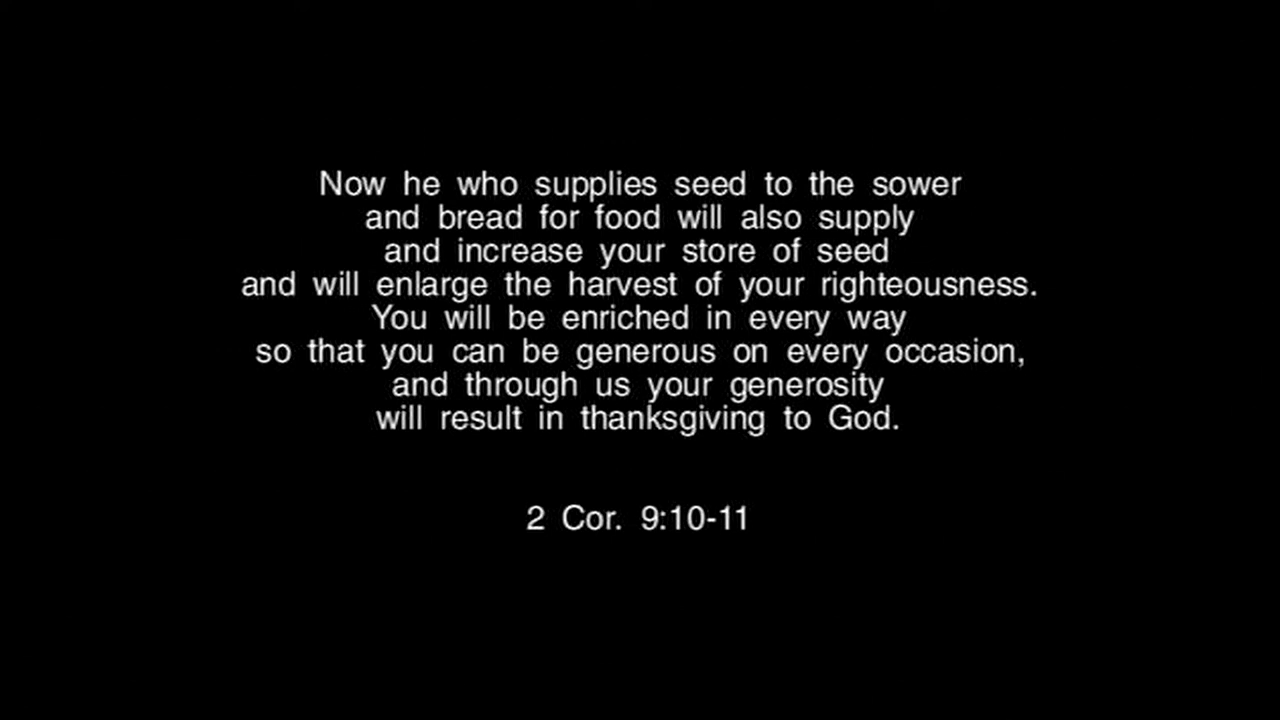 Now he who supplies seed to the sower
and bread for food will also supply
and increase your store of seed
and will enlarge the harvest of your righteousness.
You will be enriched in every way
so that you can be generous on every occasion,
and through us your generosity
will result in thanksgiving to God.
2 Cor. 9:10-11